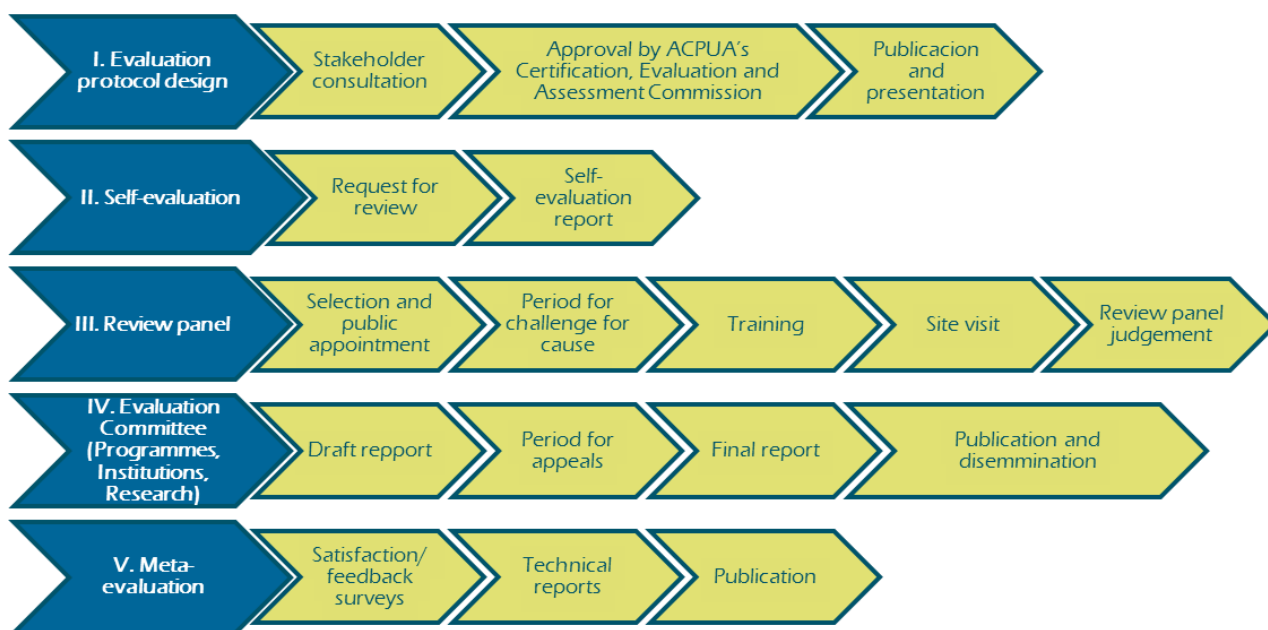 I. Evaluation
protocol design
Stakeholder
consultation
Approval by ACPUA's
Certification, Evaluation and
Assessment Commission
Publicacion
and
presentation
II. Self-evaluation
Request for
review
Self-
evaluation
report
III. Review panel
Selection and
public
appointment
Period for
challenge for
cause
Training
Site visit
Review panel
judgement
IV. Evaluation
Committee
(Programmes,
Institutions,
Research)
Draft repport
Period for
appeals
Final report
Publication and
disemmination
V. Meta-
evaluation
Satisfaction/
feedback
surveys
Technical
reports
Publication